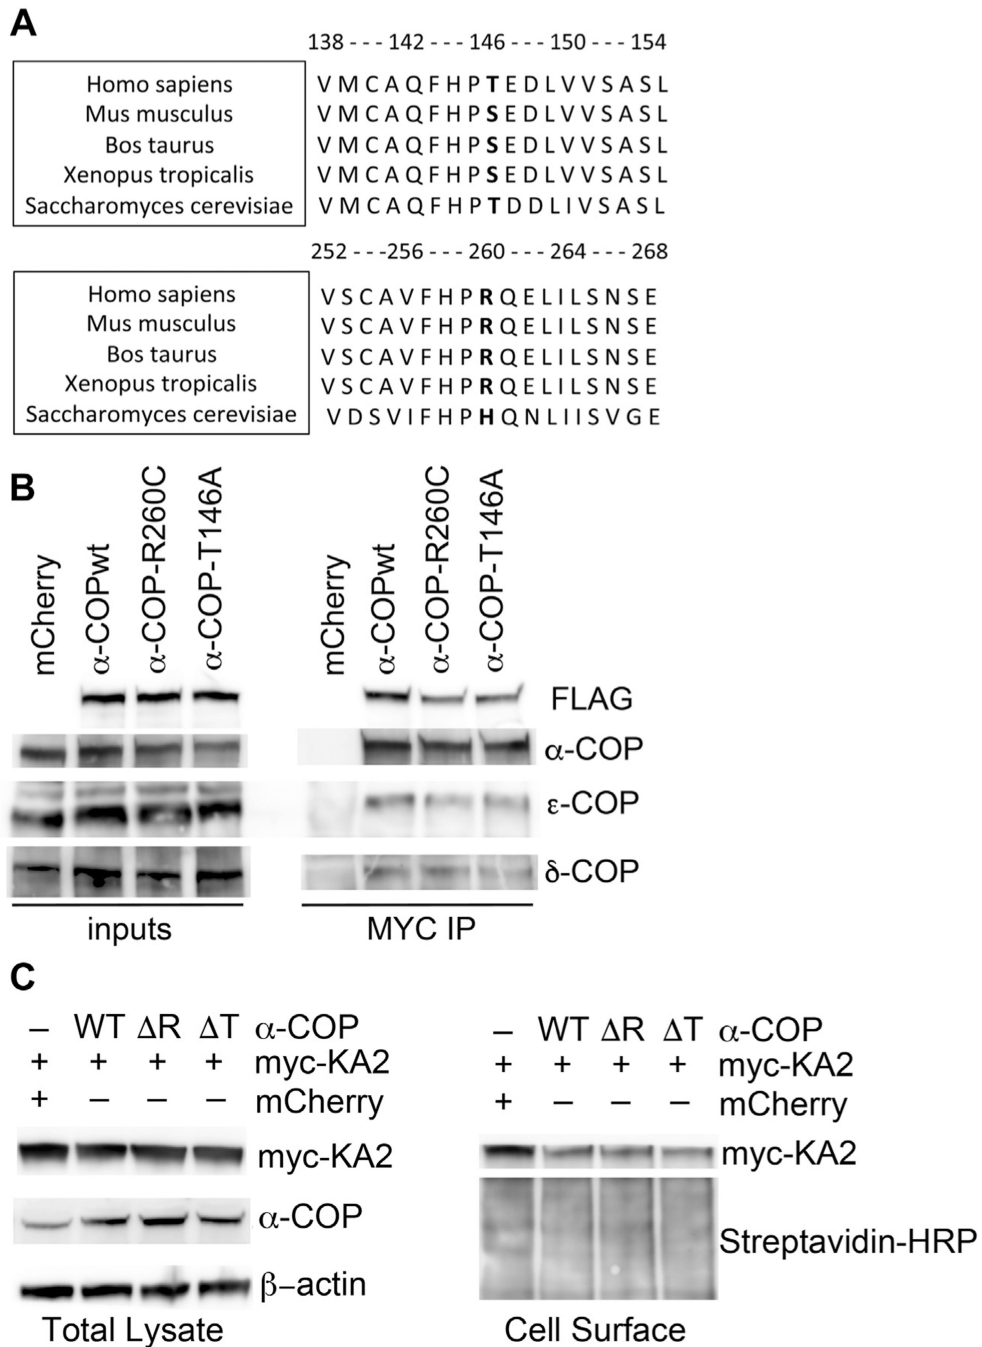 A
138 - - - 142 - - - 146 - - - 150 - - - 154
Homo sapiens V M C A Q F H P T E D L V V S A S L
Mus musculus V M C A Q F H P S E D L V V S A S L
Bos taurus V M C A Q F H P S E D L V V S A S L
Xenopus tropicalis V M C A Q F H P S E D L V V S A S L
Saccharomyces cerevisiae V M C A Q F H P T D D L I V S A S L
252 - - -256 - - - 260 - - - 264 - - - 268
Homo sapiens V S C A V F H P R Q E L I L S N S E
Mus musculus V S C A V F H P R Q E L I L S N S E
Bos taurus V S C A V F H P R Q E L I L S N S E
Xenopus tropicalis V S C A V F H P R Q E L I L S N S E
Saccharomyces cerevisiae V D S V I F H P H Q N L I I S V G E
B
mCherry α-COPwt α-COP-R260C α-COP-T146A mCherry α-COPwt α-COP-R260C α-COP-T146A
FLAG
α-COP
ε-COP
δ-COP
inputs MYC IP
C
– WT ΔR ΔT α-COP – WT ΔR ΔT α-COP
+ + + + myc-KA2 + + + + myc-KA2
+ – – – mCherry + – – – mCherry
myc-KA2 myc-KA2
α-COP
Streptavidin-HRP
β–actin
Total Lysate Cell Surface